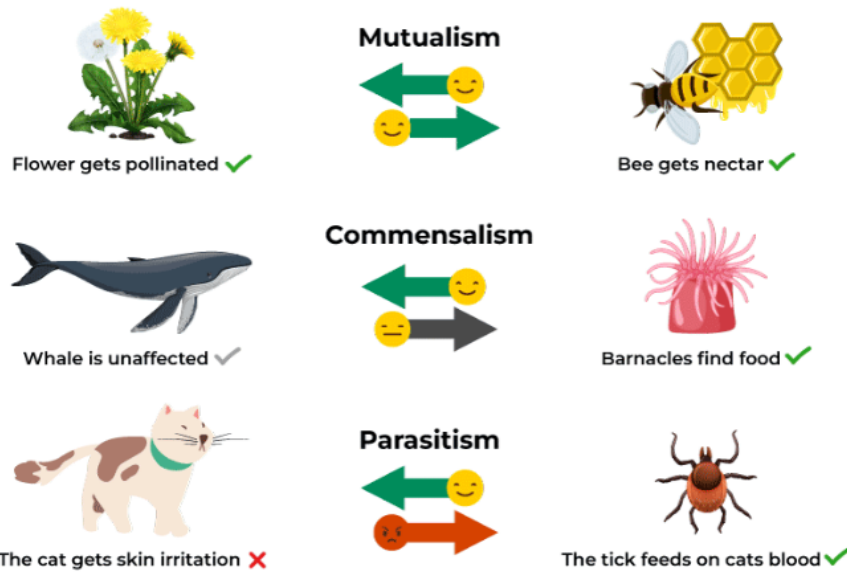 Mutualism
Flower gets pollinated
Bee gets nectar
Commensalism
Whale is unaffected
Barnacles find food
Parasitism
The cat gets skin irritation
The tick feeds on cats blood